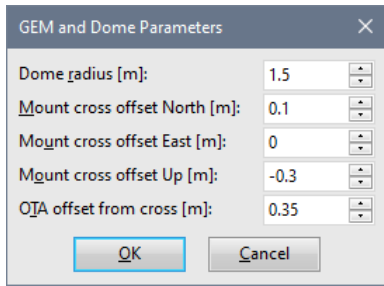 GEM and Dome Parameters
Dome radius [m]: 1.5
Mount cross offset North [m]: 0.1
Mount cross offset East [m]: 0
Mount cross offset Up [m]: -0.3
OTA offset from cross [m]: 0.35
OK Cancel